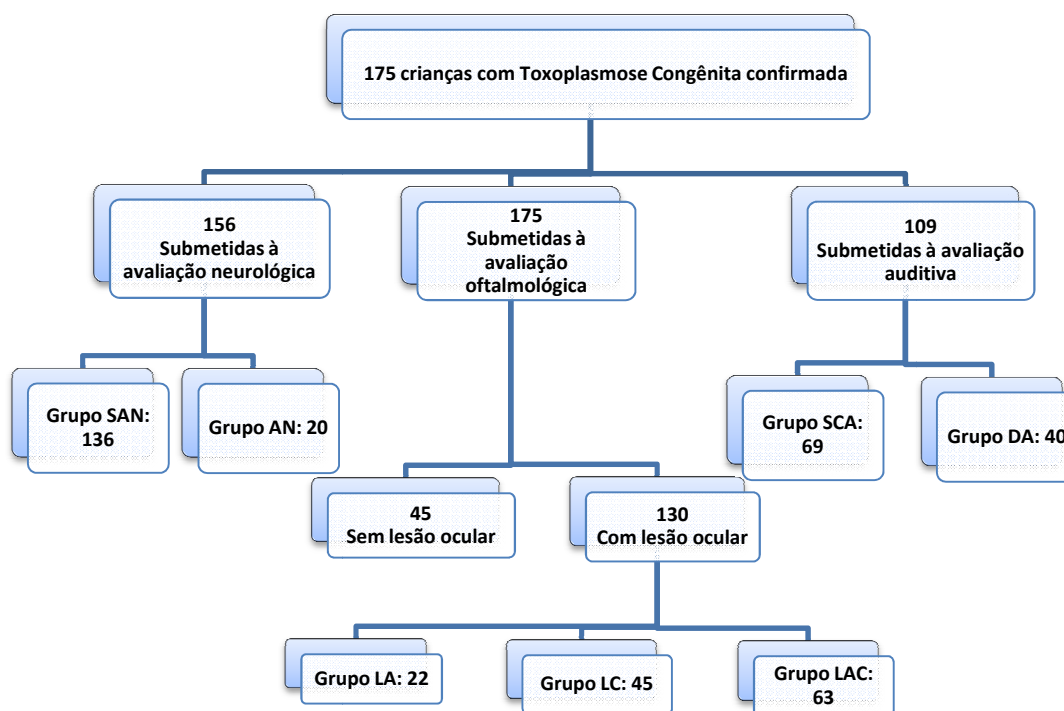 175 crianças com Toxoplasmose Congênita confirmada
156
Submetidas à
avaliação neurológica
175
Submetidas à
avaliação
oftalmológica
109
Submetidas à avaliação
auditiva
Grupo SAN:
136
Grupo AN: 20
Grupo SCA:
69
Grupo DA: 40
45
Sem lesão ocular
130
Com lesão ocular
Grupo LA: 22
Grupo LC: 45
Grupo LAC:
63